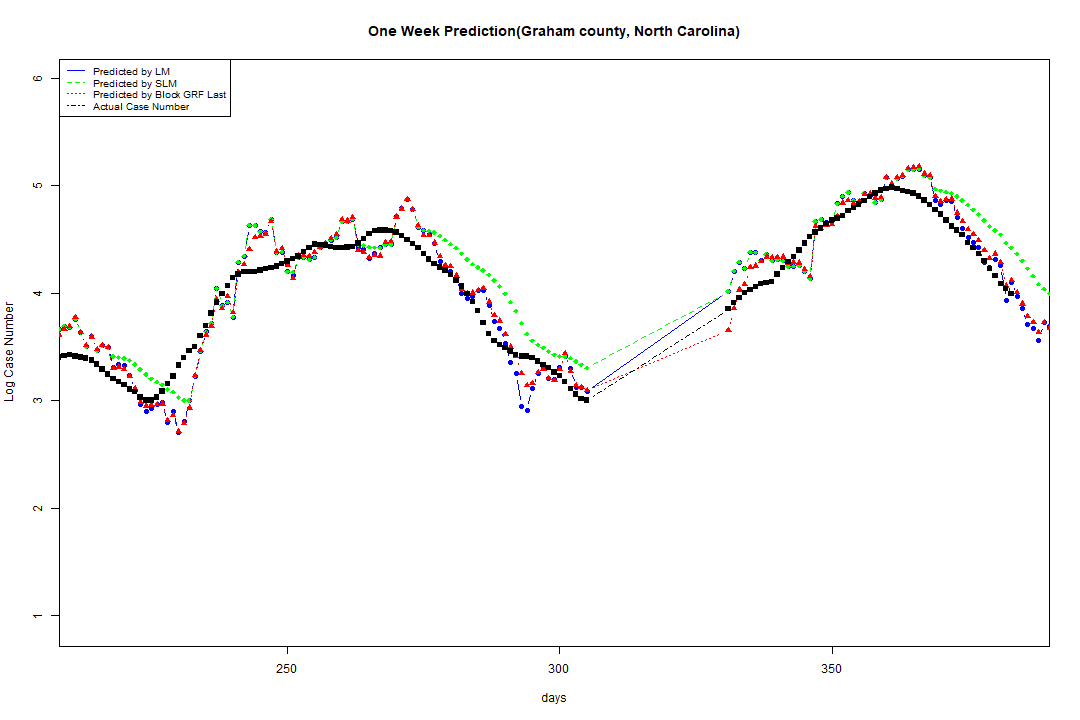 One Week Prediction(Graham county, North Carolina)
Predicted by LM
Predicted by SLM
Predicted by Block GRF Last
Actual Case Number
Log Case Number
6
5
4
3
2
1
250
300
350
days